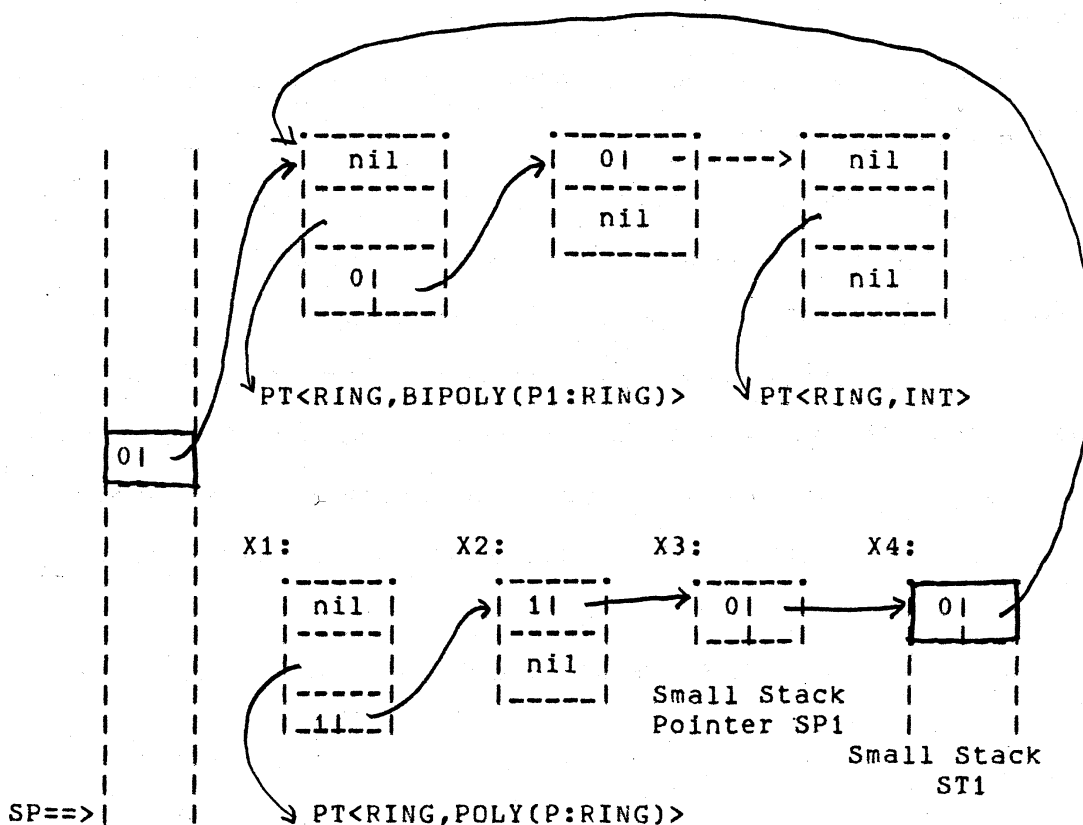 nil 0| nil
nil
0| nil
PT<RING,BIPOLY(P1:RING)> PT<RING,INT>
0|
X1: X2: X3: X4:
nil 1| 0| 0|
nil
1|
Small Stack
Pointer SP1
Small Stack
ST1
SP==> PT<RING,POLY(P:RING)>